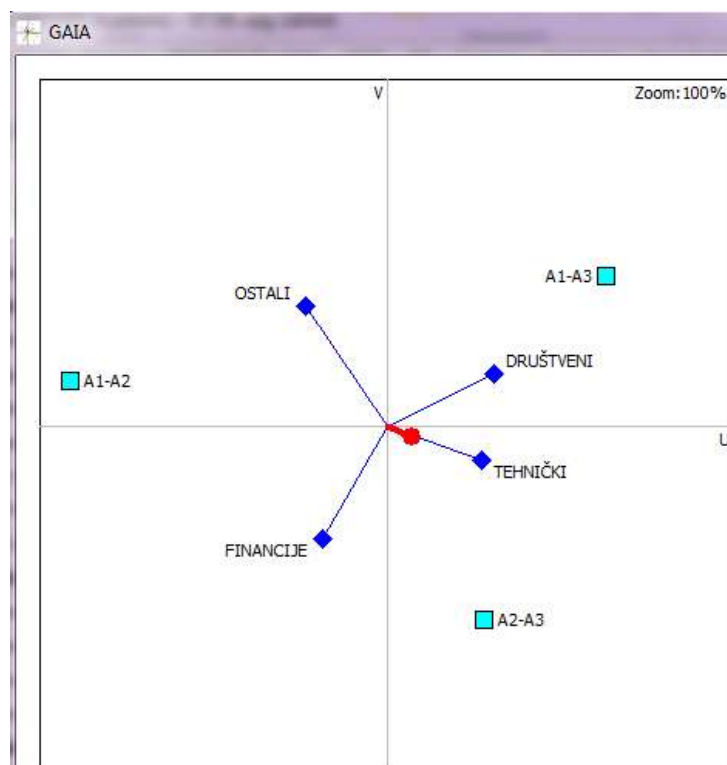 GAIA
V
Zoom:100%
A1-A3
OSTALI
DRUŠTVENI
A1-A2
U
TEHNIČKI
FINANCIJE
A2-A3